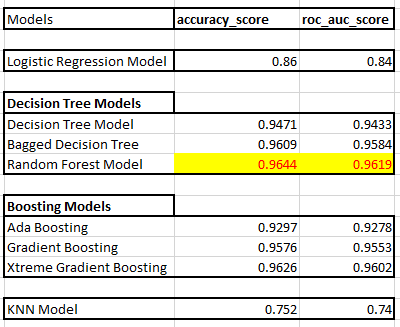 Models accuracy_score roc_auc_score
Logistic Regression Model 0.86 0.84
Decision Tree Models
Decision Tree Model 0.9471 0.9433
Bagged Decision Tree 0.9609 0.9584
Random Forest Model 0.9644 0.9619
Boosting Models
Ada Boosting 0.9297 0.9278
Gradient Boosting 0.9576 0.9553
Xtreme Gradient Boosting 0.9626 0.9602
KNN Model 0.752 0.74